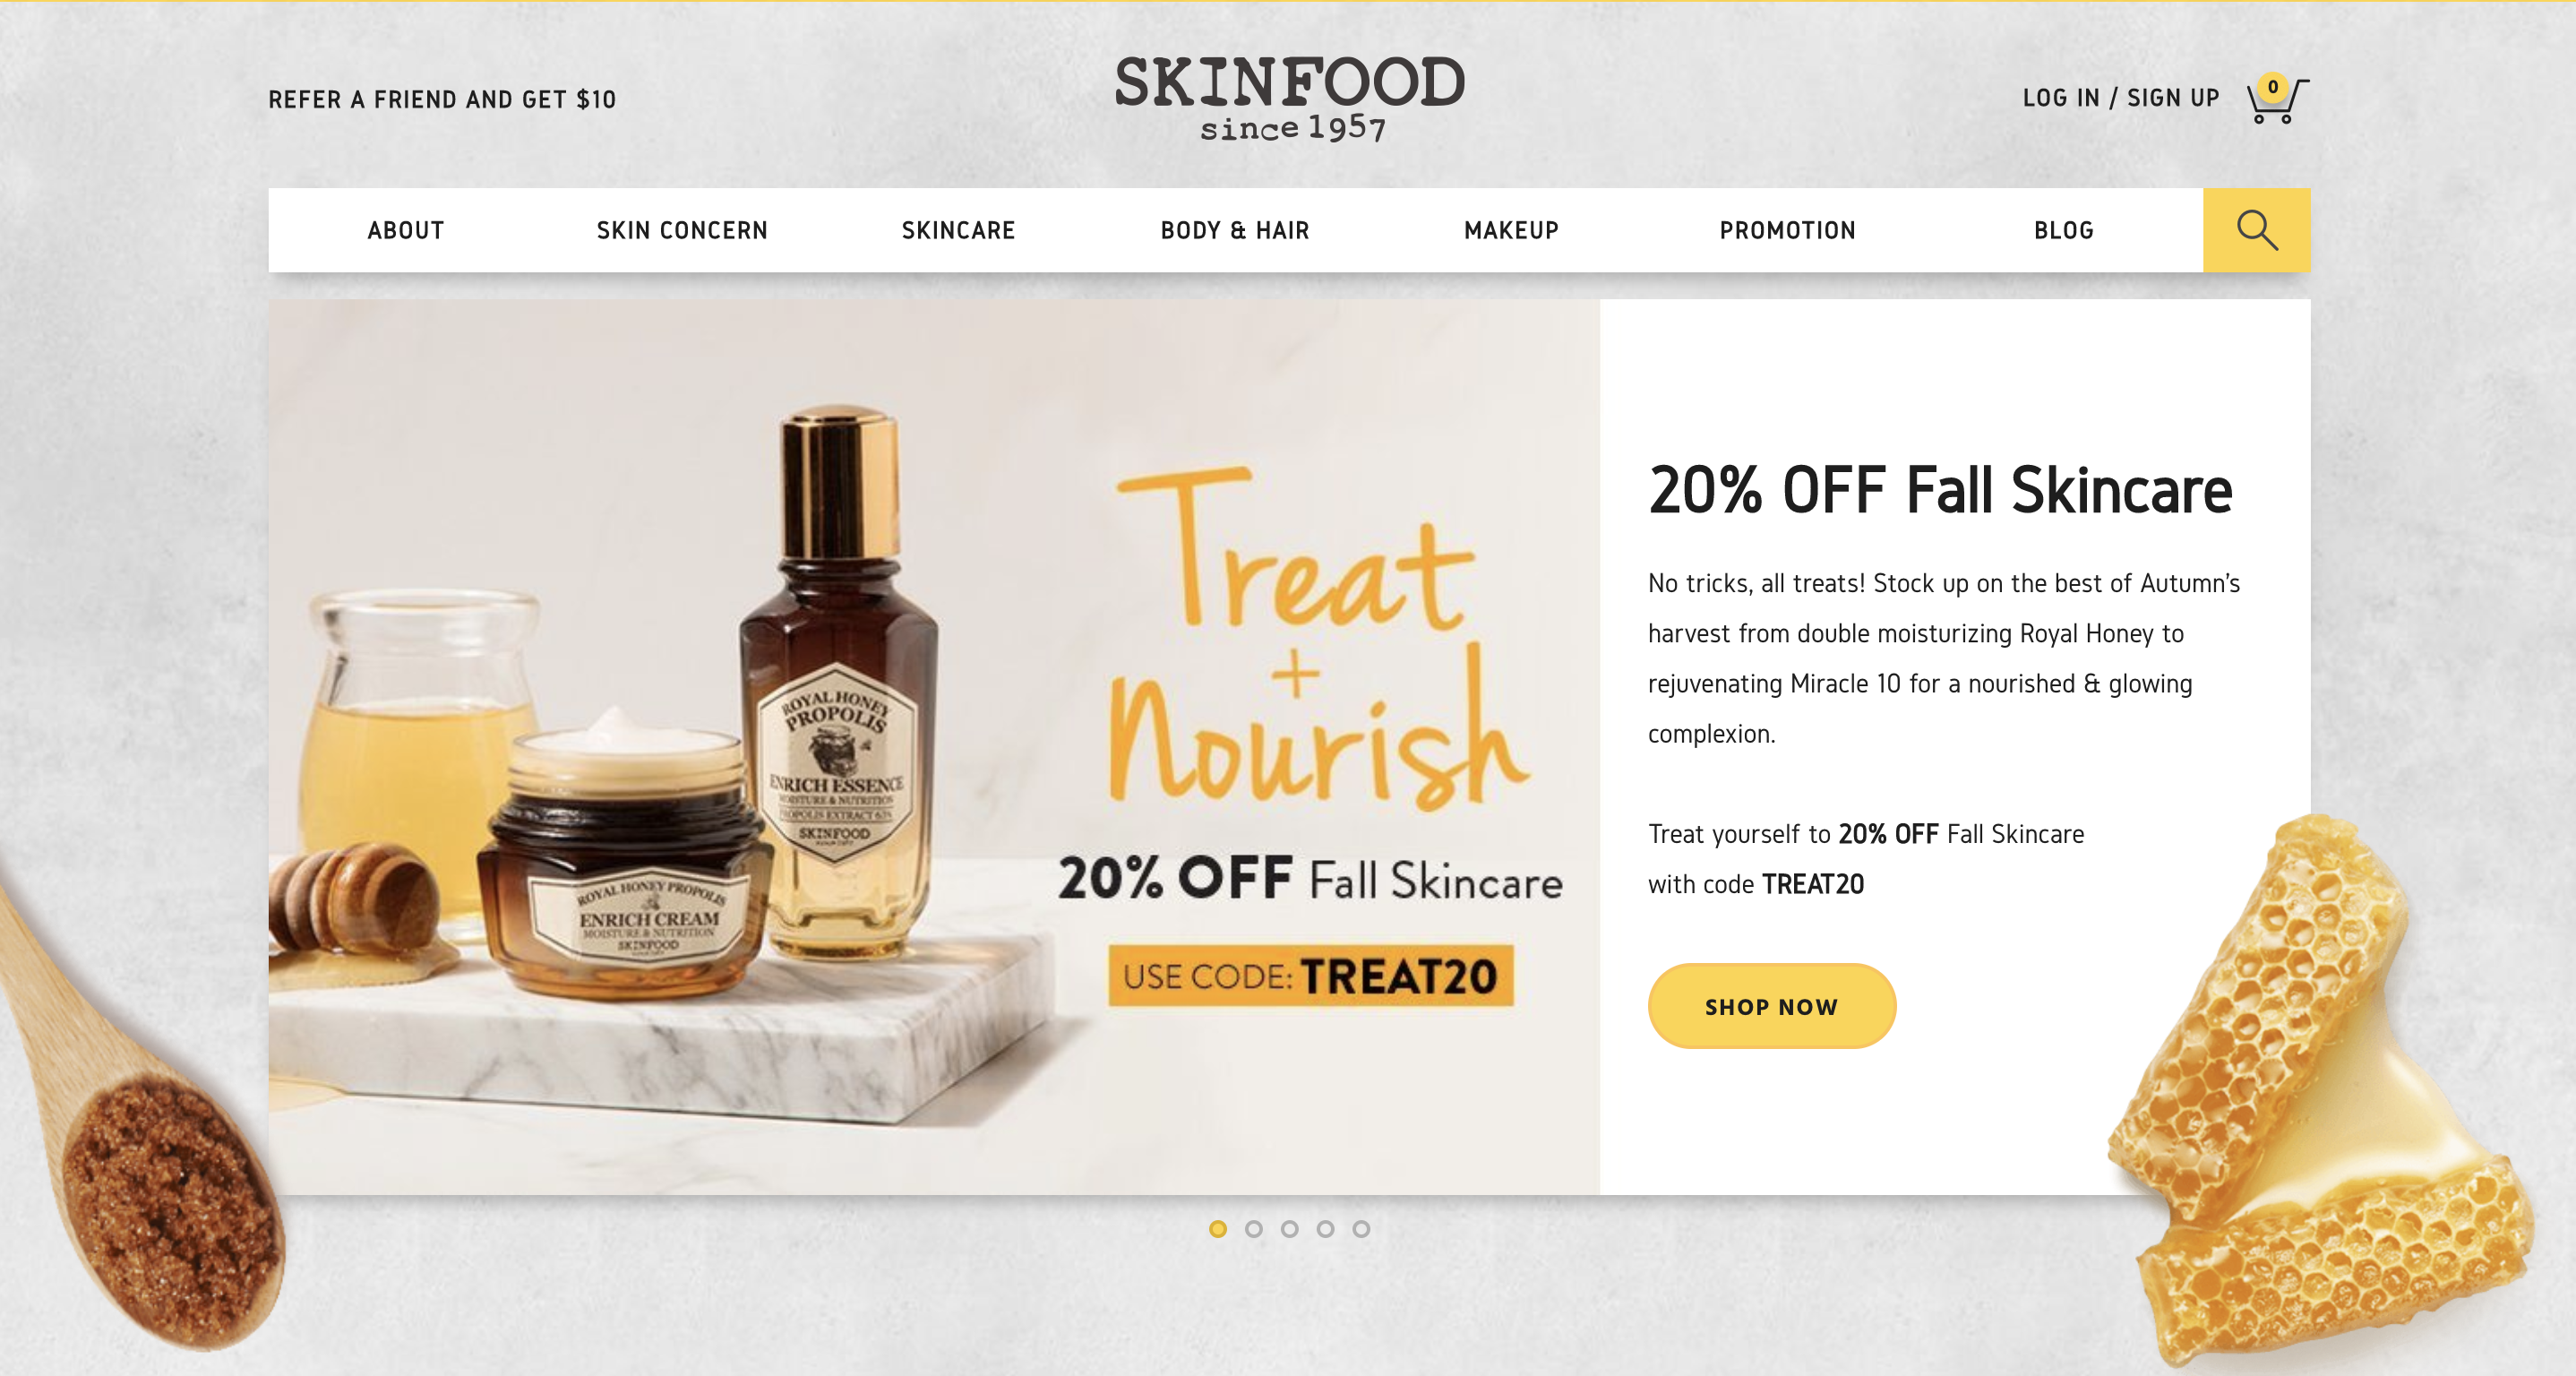 REFER A FRIEND AND GET $10
SKINFOOD
since 1957
LOG IN / SIGN UP
0
ABOUT
SKIN CONCERN
SKINCARE
BODY & HAIR
MAKEUP
PROMOTION
BLOG
ROYAL HONEY
PROPOLIS
ENRICH ESSENCE
MOISTURE & NUTRITION
PROPOLIS EXTRACT 63%
SKINFOOD
ROYAL HONEY PROPOLIS
ENRICH CREAM
MOISTURE & NUTRITION
SKINFOOD
Treat
+
Nourish
20% OFF Fall Skincare
USE CODE: TREAT20
20% OFF Fall Skincare
No tricks, all treats! Stock up on the best of Autumn's
harvest from double moisturizing Royal Honey to
rejuvenating Miracle 10 for a nourished & glowing
complexion.
Treat yourself to 20% OFF Fall Skincare
with code TREAT20
SHOP NOW